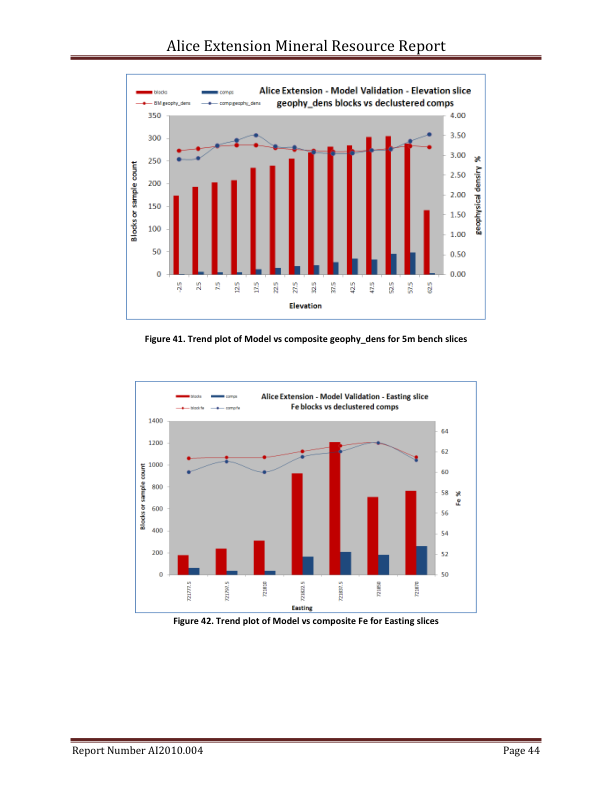 Alice Extension Mineral Resource Report
blocks
comps
BM:geophy_dens
comp:geophy_dens
Alice Extension - Model Validation - Elevation slice
geophy_dens blocks vs declustered comps
350
300
250
200
150
100
50
0
4.00
3.50
3.00
2.50
2.00
1.50
1.00
0.50
0.00
Blocks or sample count
geophysical density %
-2.5
2.5
7.5
12.5
17.5
22.5
27.5
32.5
37.5
42.5
47.5
52.5
57.5
62.5
Elevation
Figure 41. Trend plot of Model vs composite geophy_dens for 5m bench slices
blocks
comps
block:fe
comp:fe
Alice Extension - Model Validation - Easting slice
Fe blocks vs declustered comps
1400
1200
1000
800
600
400
200
0
64
62
60
58
56
54
52
50
Blocks or sample count
Fe %
721777.5
721797.5
721810
721822.5
721837.5
721850
721870
Easting
Figure 42. Trend plot of Model vs composite Fe for Easting slices
Report Number AI2010.004
Page 44